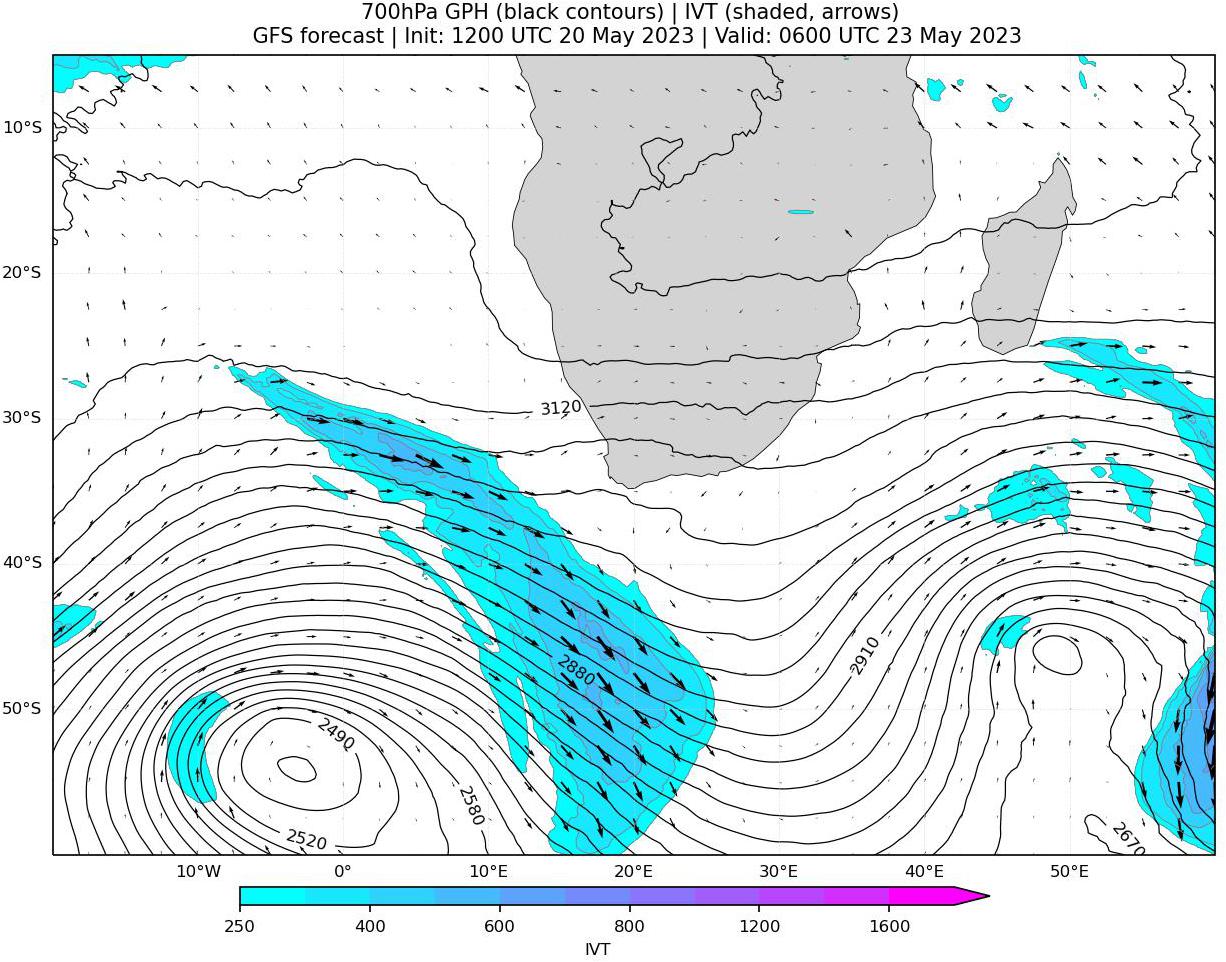 700hPa GPH (black contours) | IVT (shaded, arrows)
GFS forecast | Init: 1200 UTC 20 May 2023 | Valid: 0600 UTC 23 May 2023
10°S
20°S
30°S
40°S
50°S
3120
2910
2880
2490
2580
2520
2670
10°W 0° 10°E 20°E 30°E 40°E 50°E
250 400 600 800 1200 1600
IVT